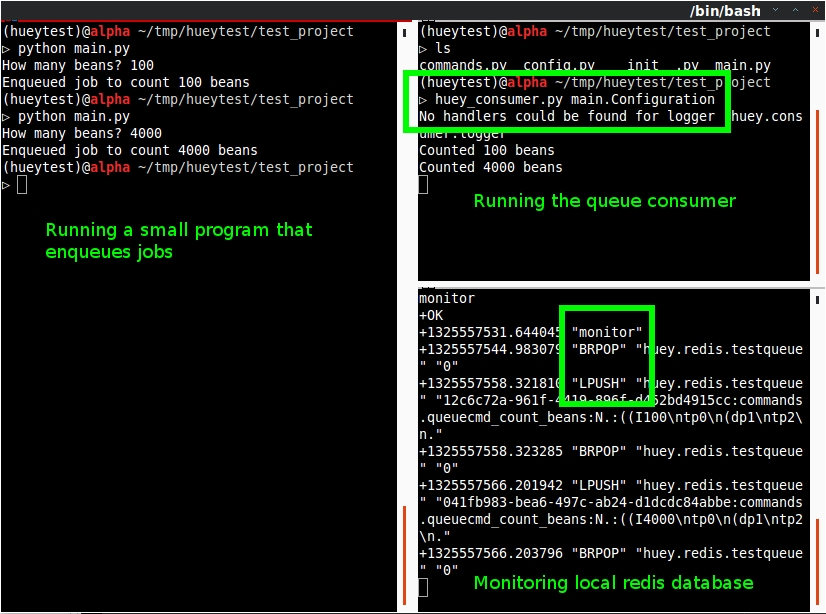 /bin/bash
(hueytest)@alpha ~/tmp/hueytest/test_project
▷ python main.py
How many beans? 100
Enqueued job to count 100 beans
(hueytest)@alpha ~/tmp/hueytest/test_project
▷ python main.py
How many beans? 4000
Enqueued job to count 4000 beans
(hueytest)@alpha ~/tmp/hueytest/test_project
▷
Running a small program that
enqueues jobs
(hueytest)@alpha ~/tmp/hueytest/test_project
▷ ls
commands.py config.py __init__.py main.py
(hueytest)@alpha ~/tmp/hueytest/test_project
▷ huey_consumer.py main.Configuration
No handlers could be found for logger "huey.cons
umer.logger"
Counted 100 beans
Counted 4000 beans
Running the queue consumer
monitor
+OK
+1325557531.644045 "monitor"
+1325557544.983079 "BRPOP" "huey.redis.testqueue
" "0"
+1325557558.321810 "LPUSH" "huey.redis.testqueue
" "12c6c72a-961f-4419-896f-d452bd4915cc:commands
.queuecmd_count_beans:N.:((I100\ntp0\n(dp1\ntp2\
n."
+1325557558.323285 "BRPOP" "huey.redis.testqueue
" "0"
+1325557566.201942 "LPUSH" "huey.redis.testqueue
" "041fb983-bea6-497c-ab24-d1dcdc84abbe:commands
.queuecmd_count_beans:N.:((I4000\ntp0\n(dp1\ntp2
\n."
+1325557566.203796 "BRPOP" "huey.redis.testqueue
" "0"
Monitoring local redis database